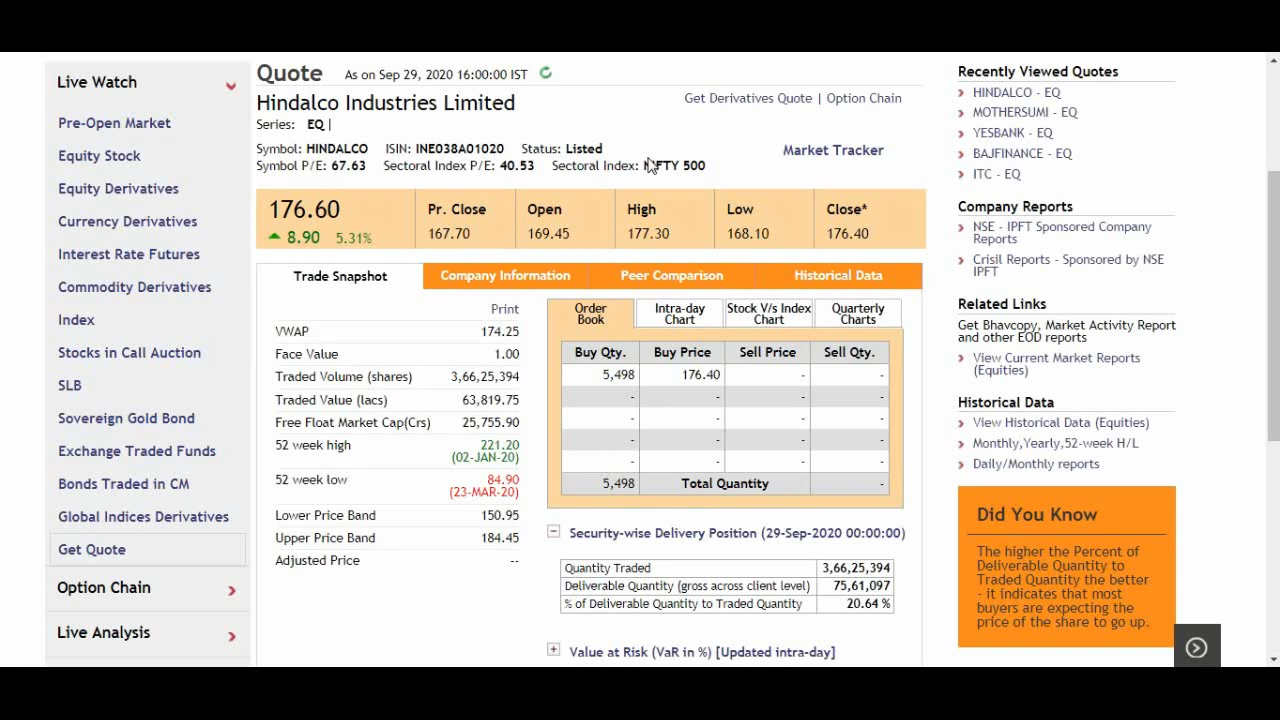 Live Watch
Pre-Open Market
Equity Stock
Equity Derivatives
Currency Derivatives
Interest Rate Futures
Commodity Derivatives
Index
Stocks in Call Auction
SLB
Sovereign Gold Bond
Exchange Traded Funds
Bonds Traded in CM
Global Indices Derivatives
Get Quote
Option Chain
Live Analysis
Quote As on Sep 29, 2020 16:00:00 IST
Hindalco Industries Limited
Get Derivatives Quote | Option Chain
Series: EQ |
Symbol: HINDALCO ISIN: INE038A01020 Status: Listed
Market Tracker
Symbol P/E: 67.63 Sectoral Index P/E: 40.53 Sectoral Index: NIFTY 500
176.60 Pr. Close Open High Low Close*
8.90 5.31% 167.70 169.45 177.30 168.10 176.40
Trade Snapshot Company Information Peer Comparison Historical Data
Print
VWAP 174.25
Face Value 1.00
Traded Volume (shares) 3,66,25,394
Traded Value (lacs) 63,819.75
Free Float Market Cap(Crs) 25,755.90
52 week high 221.20
(02-JAN-20)
52 week low 84.90
(23-MAR-20)
Lower Price Band 150.95
Upper Price Band 184.45
Adjusted Price --
Order Book
Intra-day Chart
Stock V/s Index Chart
Quarterly Charts
Buy Qty. Buy Price Sell Price Sell Qty.
5,498 176.40 - -
- - - -
- - - -
- - - -
- - - -
5,498 Total Quantity -
Security-wise Delivery Position (29-Sep-2020 00:00:00)
Quantity Traded 3,66,25,394
Deliverable Quantity (gross across client level) 75,61,097
% of Deliverable Quantity to Traded Quantity 20.64 %
Value at Risk (VaR in %) [Updated intra-day]
Recently Viewed Quotes
HINDALCO - EQ
MOTHERSUMI - EQ
YESBANK - EQ
BAJFINANCE - EQ
ITC - EQ
Company Reports
NSE - IPFT Sponsored Company
Reports
Crisil Reports - Sponsored by NSE
IPFT
Related Links
Get Bhavcopy, Market Activity Report
and other EOD reports
View Current Market Reports
(Equities)
Historical Data
View Historical Data (Equities)
Monthly,Yearly,52-week H/L
Daily/Monthly reports
Did You Know
The higher the Percent of
Deliverable Quantity to
Traded Quantity the better
- it indicates that most
buyers are expecting the
price of the share to go up.